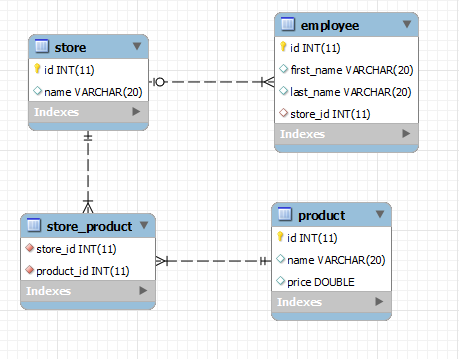 store
id INT(11)
name VARCHAR(20)
Indexes
employee
id INT(11)
first_name VARCHAR(20)
last_name VARCHAR(20)
store_id INT(11)
Indexes
store_product
store_id INT(11)
product_id INT(11)
Indexes
product
id INT(11)
name VARCHAR(20)
price DOUBLE
Indexes